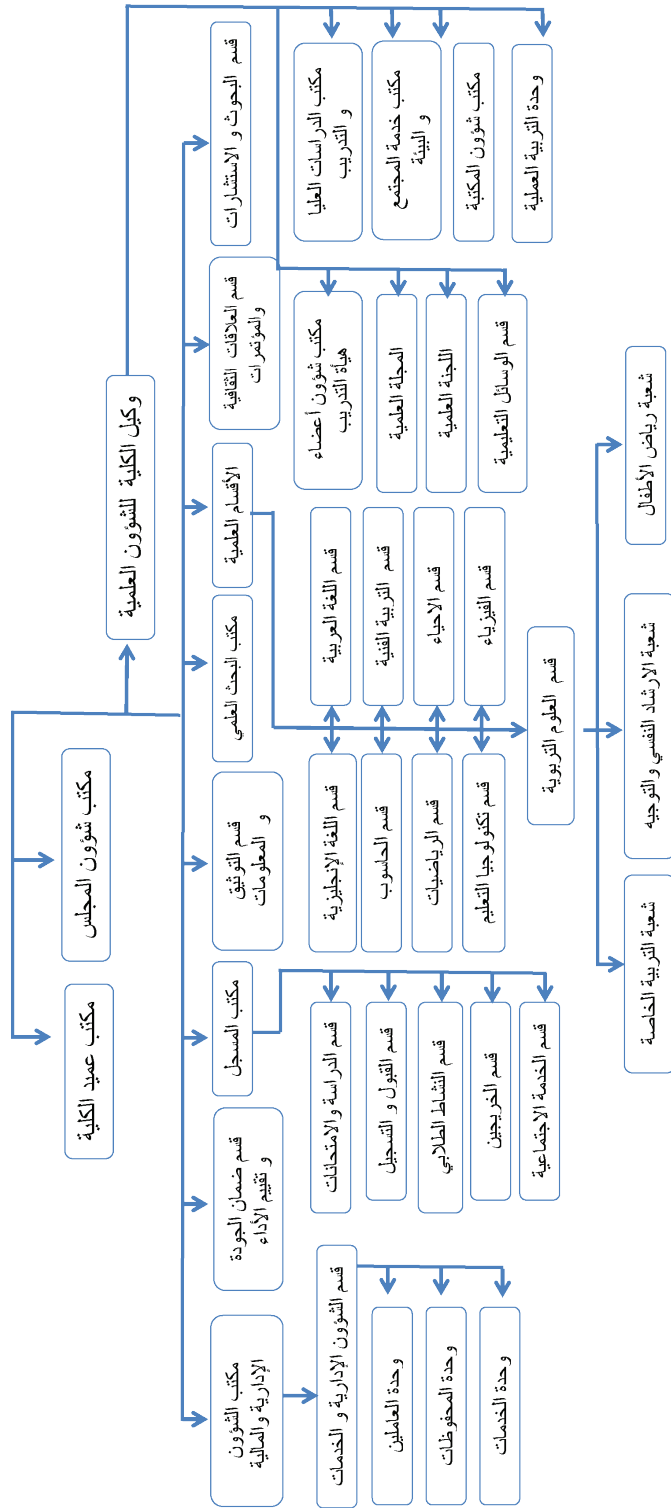 مكتب عميد الكلية
مكتب شؤون المجلس
وكيل الكلية للشؤون العلمية
قسم البحوث و الاستشارات
قسم العلاقات الثقافية
والمؤتمرات
الأقسام العلمية
مكتب البحث العلمي
قسم التوثيق
و المعلومات
مكتب المسجل
قسم ضمان الجودة
و تقييم الأداء
مكتب الشؤون
الإدارية والمالية
مكتب الدراسات العليا
و التدريب
مكتب خدمة المجتمع
و البيئة
مكتب شؤون المكتبة
وحدة التربية العملية
مكتب شؤون أعضاء
هيأة التدريب
المجلة العلمية
اللجنة العلمية
قسم الوسائل التعليمية
قسم اللغة العربية
قسم التربية الفنية
قسم الاحياء
قسم الفيزياء
قسم اللغة الإنجليزية
قسم الحاسوب
قسم الرياضيات
قسم تكنولوجيا التعليم
قسم العلوم التربوية
شعبة رياض الأطفال
شعبة الارشاد النفسي والتوجيه
شعبة التربية الخاصة
قسم الدراسة والامتحانات
قسم القبول و التسجيل
قسم النشاط الطلابي
قسم الخريجين
قسم الخدمة الاجتماعية
قسم الشؤون الإدارية و الخدمات
وحدة العاملين
وحدة المحفوظات
وحدة الخدمات